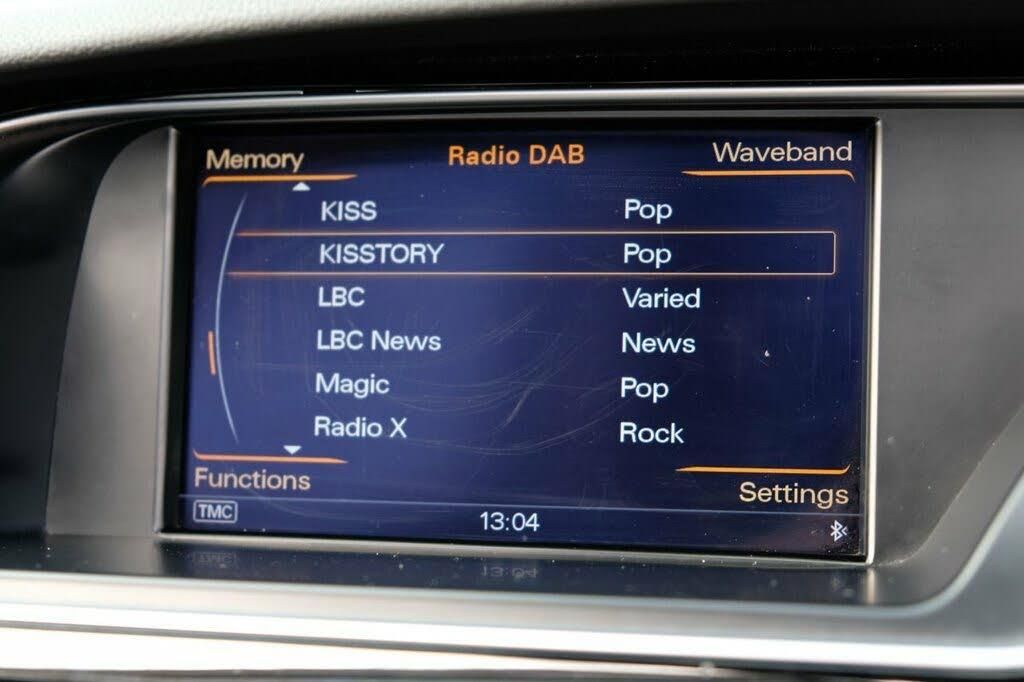 Memory Radio DAB Waveband
KISS Pop
KISSTORY Pop
LBC Varied
LBC News News
Magic Pop
Radio X Rock
Functions Settings
TMC 13:04